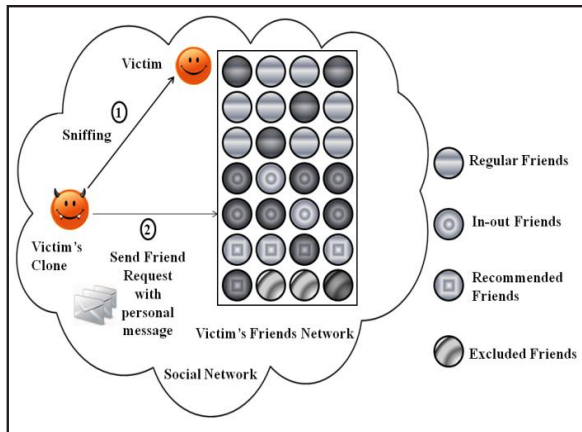 Victim
1
Sniffing
Victim's
Clone
2
Send Friend
Request
with
personal
message
Victim's Friends Network
Social Network
Regular Friends
In-out Friends
Recommended
Friends
Excluded Friends